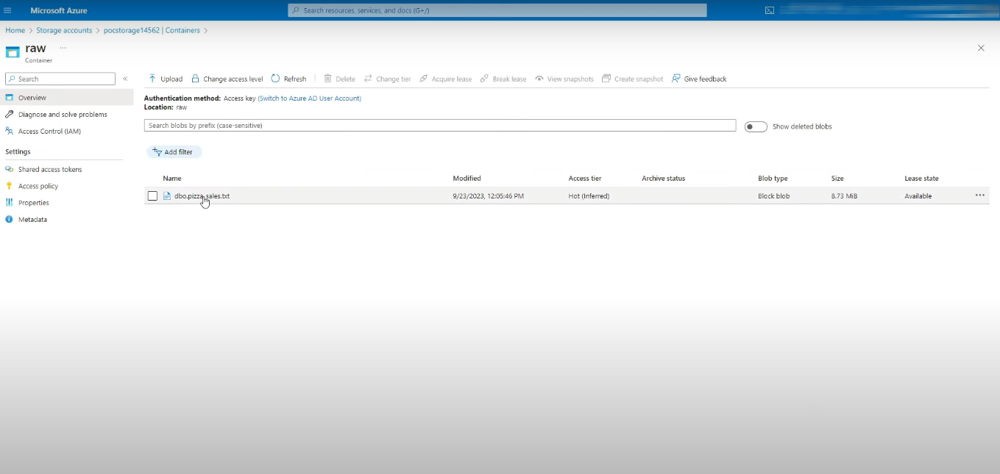 Microsoft Azure
Search resources, services, and docs (G+/)
Home > Storage accounts > pocstorage14562 | Containers >
raw ...
Container
Search «
Upload Change access level Refresh Delete Change tier Acquire lease Break lease View snapshots Create snapshot Give feedback
Overview
Diagnose and solve problems
Access Control (IAM)
Settings
Shared access tokens
Access policy
Properties
Metadata
Authentication method: Access key (Switch to Azure AD User Account)
Location: raw
Search blobs by prefix (case-sensitive)
Show deleted blobs
Add filter
Name Modified Access tier Archive status Blob type Size Lease state
dbo.pizza_sales.txt 9/23/2023, 12:05:46 PM Hot (Inferred) Block blob 8.73 MiB Available ...